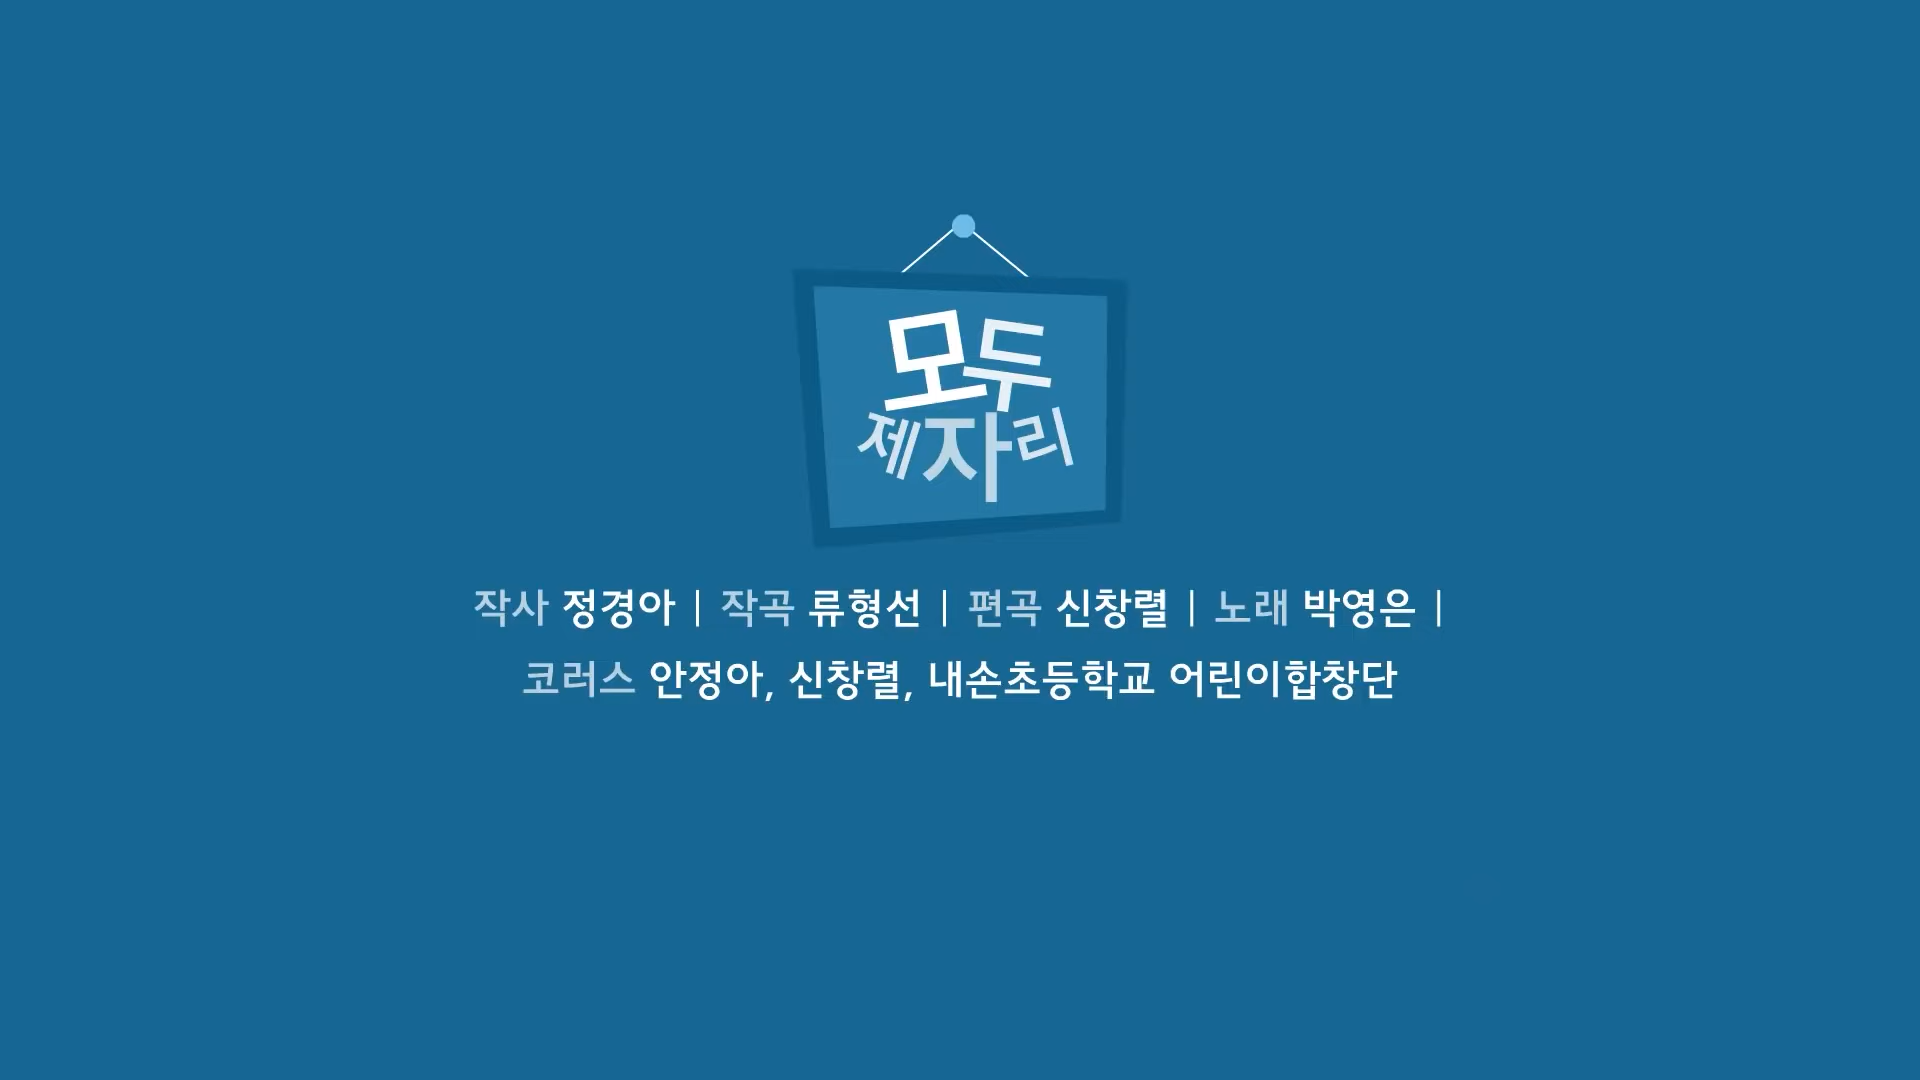 모두
제자리
작사 정경아 | 작곡 류형선 | 편곡 신창렬 | 노래 박영은 |
코러스 안정아, 신창렬, 내손초등학교 어린이합창단